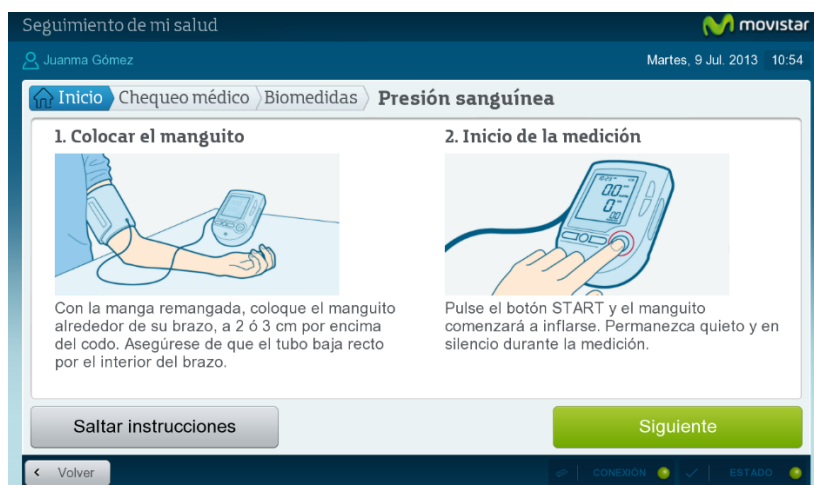 Seguimiento de mi salud
movistar
Juanma Gómez
Martes, 9 Jul. 2013 10:54
Inicio Chequeo médico Biomedidas Presión sanguínea
1. Colocar el manguito
Con la manga remangada, coloque el manguito
alrededor de su brazo, a 2 ó 3 cm por encima
del codo. Asegúrese de que el tubo baja recto
por el interior del brazo.
2. Inicio de la medición
Pulse el botón START y el manguito
comenzará a inflarse. Permanezca quieto y en
silencio durante la medición.
Saltar instrucciones
Siguiente
Volver
CONEXIÓN
ESTADO